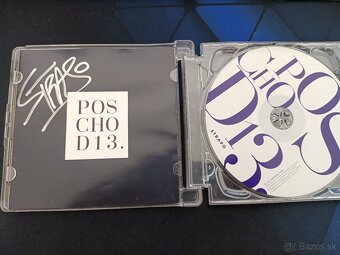 STRAPO
POS
CHO
D13.
POS
CHO
D13
STRAPO
Bazos.sk